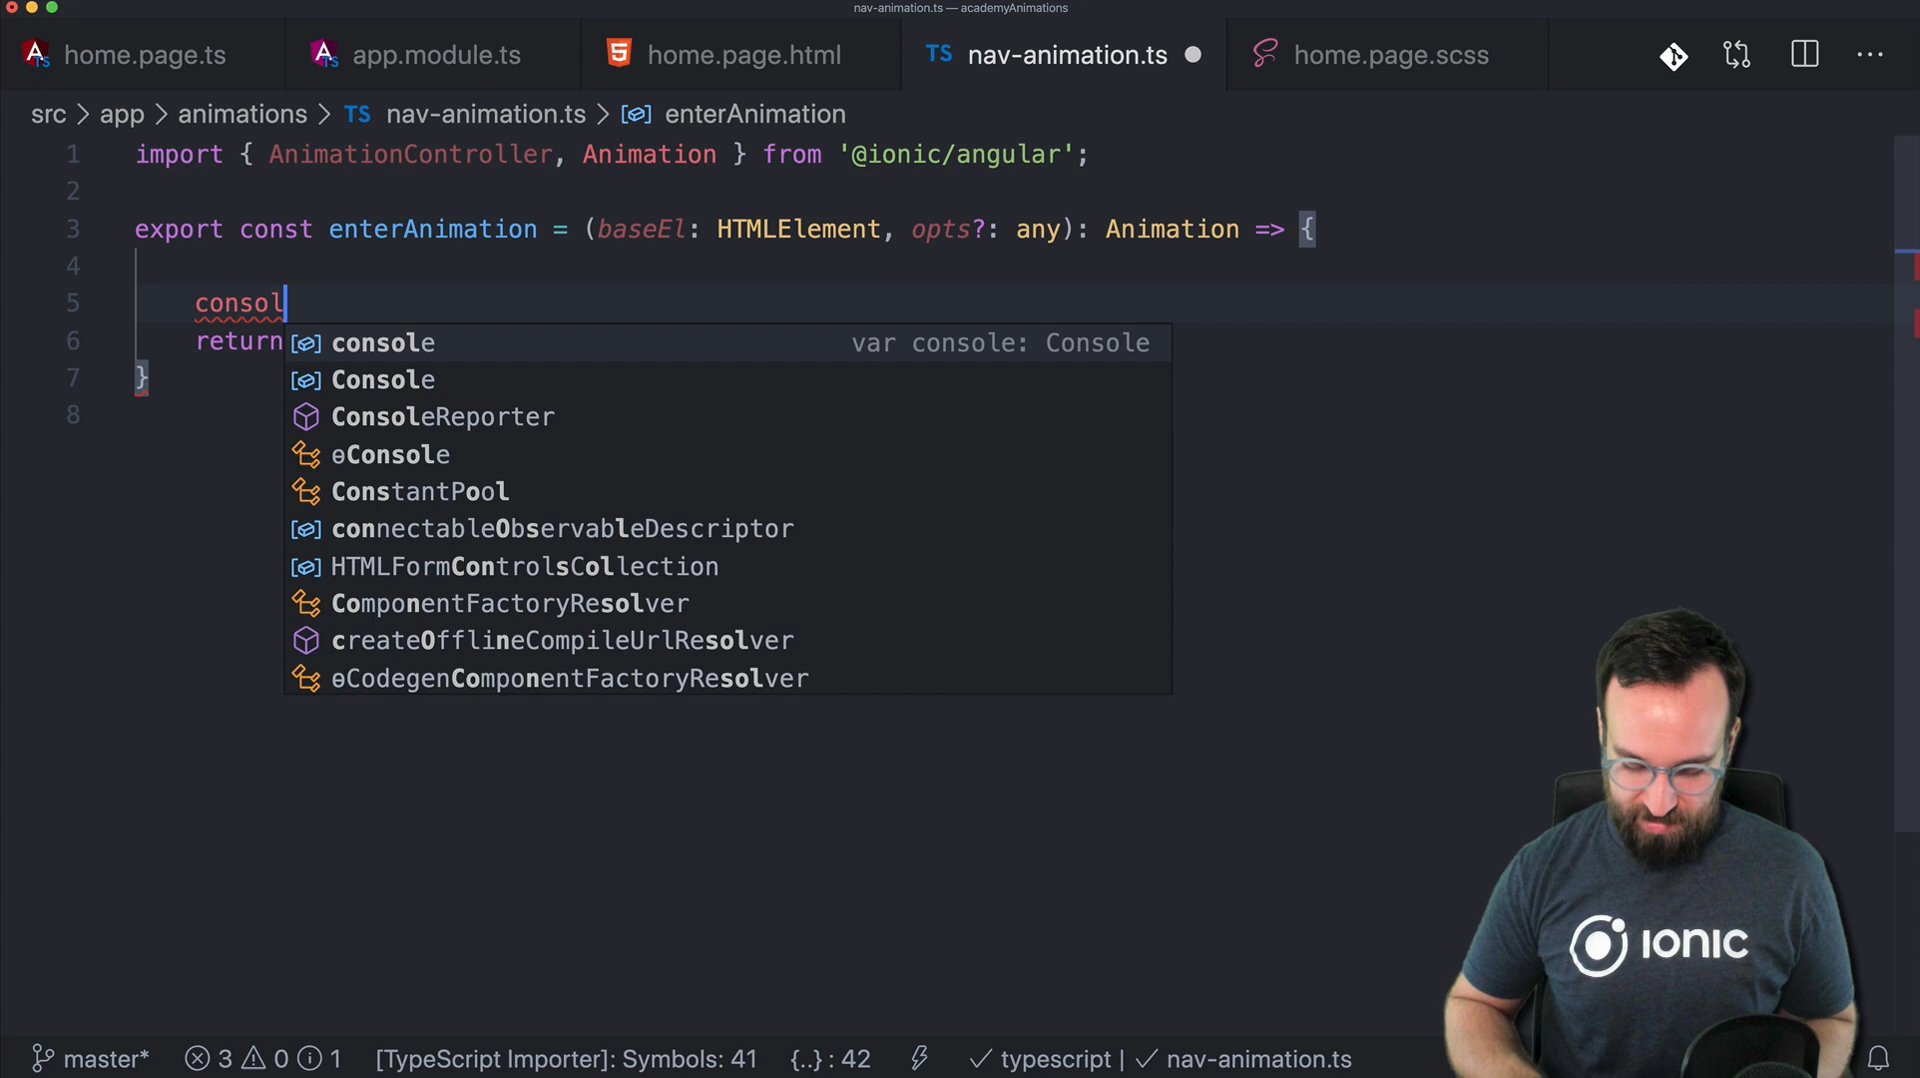 nav-animation.ts — academyAnimations
home.page.ts
app.module.ts
home.page.html
TS nav-animation.ts
home.page.scss
src > app > animations > TS nav-animation.ts > enterAnimation
1 import { AnimationController, Animation } from '@ionic/angular';
2
3 export const enterAnimation = (baseEl: HTMLElement, opts?: any): Animation => {
4
5 consol
6 return
7 }
8
console var console: Console
Console
ConsoleReporter
ɵConsole
ConstantPool
connectableObservableDescriptor
HTMLFormControlsCollection
ComponentFactoryResolver
createOfflineCompileUrlResolver
ɵCodegenComponentFactoryResolver
IONIC
master* 3 0 1 [TypeScript Importer]: Symbols: 41 {..} : 42 typescript | nav-animation.ts